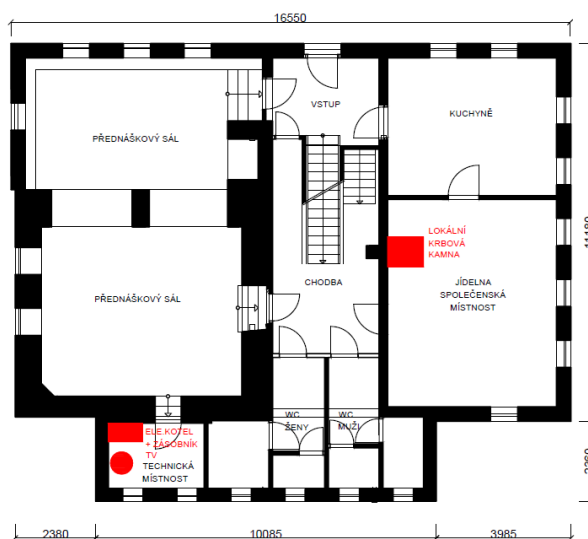 16550
VSTUP
KUCHYNĚ
PŘEDNÁŠKOVÝ SÁL
11180
LOKÁLNÍ
KRBOVÁ
KAMNA
CHODBA
JÍDELNA
SPOLEČENSKÁ
MÍSTNOST
PŘEDNÁŠKOVÝ SÁL
WC
ŽENY
WC
MUŽI
ELE.KOTEL
+ ZÁSOBNÍK
TV
TECHNICKÁ
MÍSTNOST
2260
2380
10085
3985